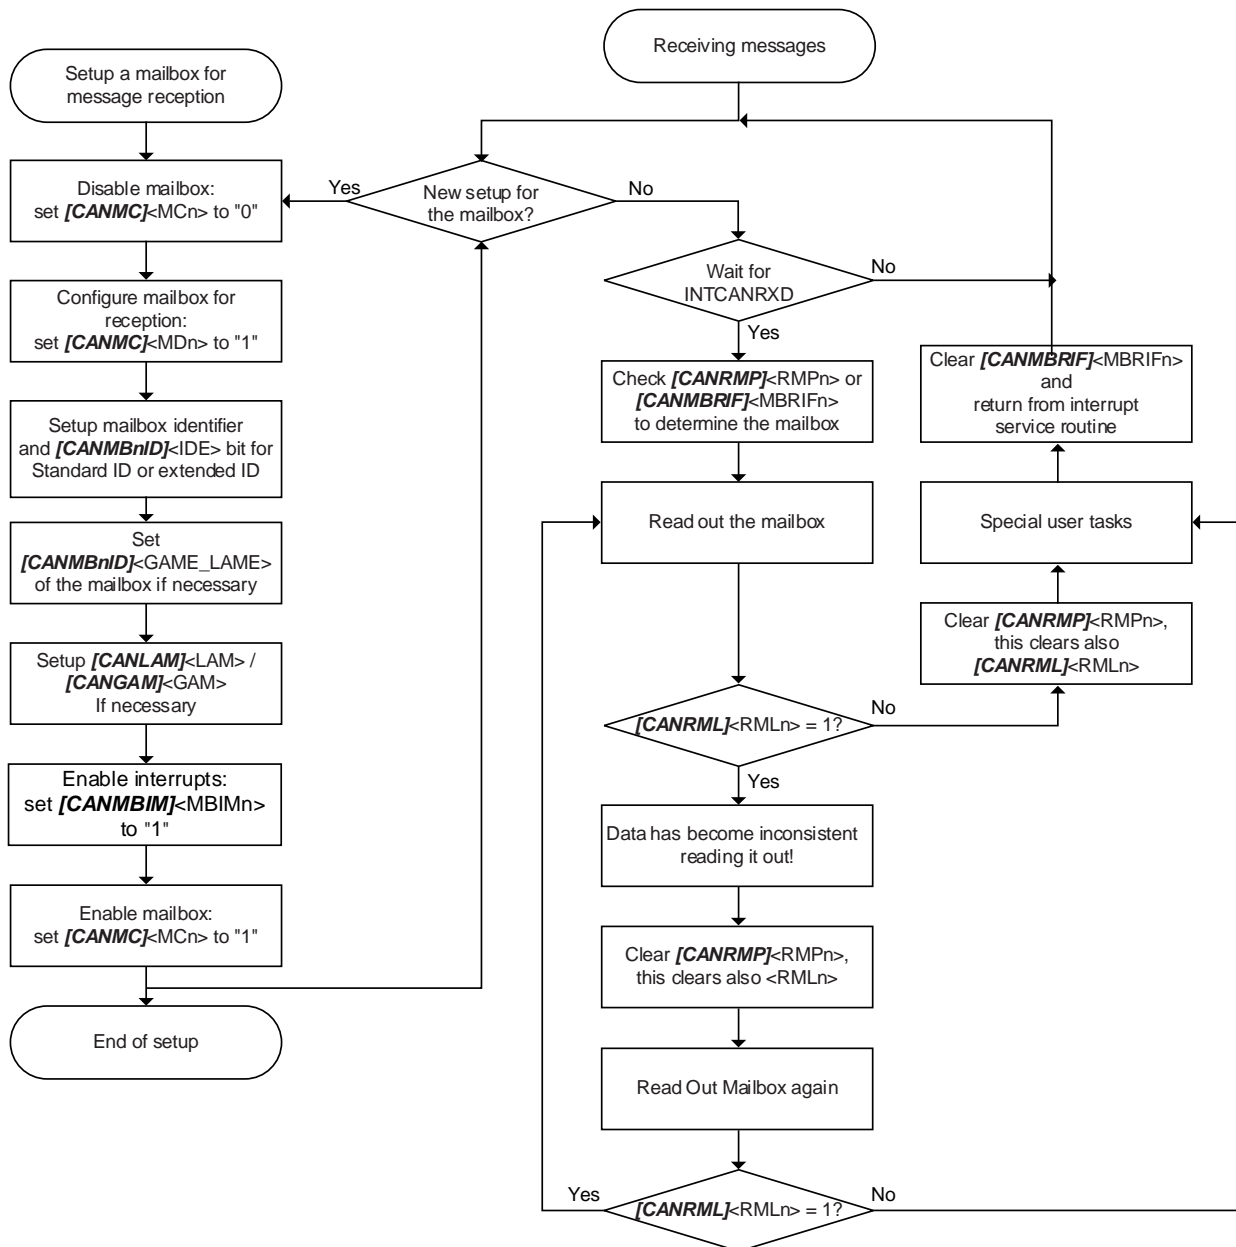 Setup a mailbox for
message reception
Disable mailbox:
set [CANMC]<MCn> to "0"
Configure mailbox for
reception:
set [CANMC]<MDn> to "1"
Setup mailbox identifier
and [CANMBnID]<IDE> bit for
Standard ID or extended ID
Set
[CANMBnID]<GAME_LAME>
of the mailbox if necessary
Setup [CANLAM]<LAM> /
[CANGAM]<GAM>
If necessary
Enable interrupts:
set [CANMBIM]<MBIMn>
to "1"
Enable mailbox:
set [CANMC]<MCn> to "1"
End of setup
Receiving messages
Yes
New setup for
the mailbox?
No
Wait for
INTCANRXD
No
Yes
Check [CANRMP]<RMPn> or
[CANMBRIF]<MBRIFn>
to determine the mailbox
Read out the mailbox
[CANRML]<RMLn> = 1?
No
Yes
Data has become inconsistent
reading it out!
Clear [CANRMP]<RMPn>,
this clears also <RMLn>
Read Out Mailbox again
Yes
[CANRML]<RMLn> = 1?
No
Clear [CANMBRIF]<MBRIFn>
and
return from interrupt
service routine
Special user tasks
Clear [CANRMP]<RMPn>,
this clears also
[CANRML]<RMLn>